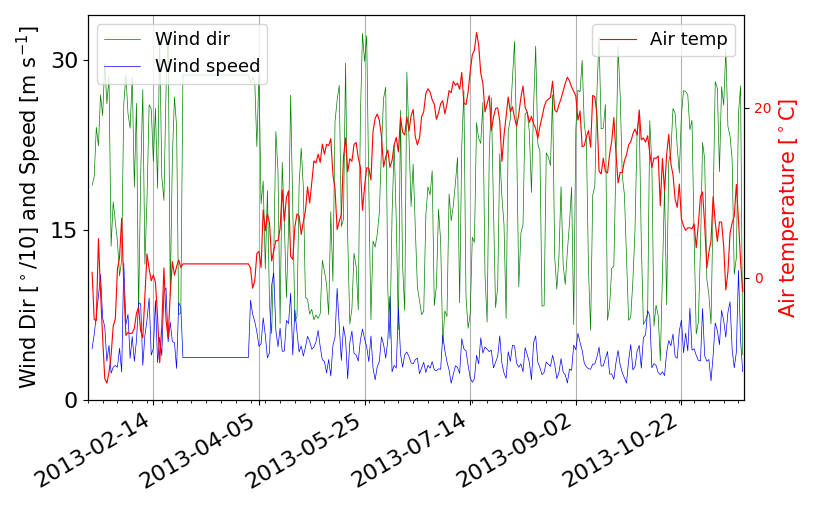 Wind dir
Wind speed
Air temp
30
15
0
20
0
Wind Dir [°/10] and Speed [m s⁻¹]
Air temperature [°C]
2013-02-14
2013-04-05
2013-05-25
2013-07-14
2013-09-02
2013-10-22